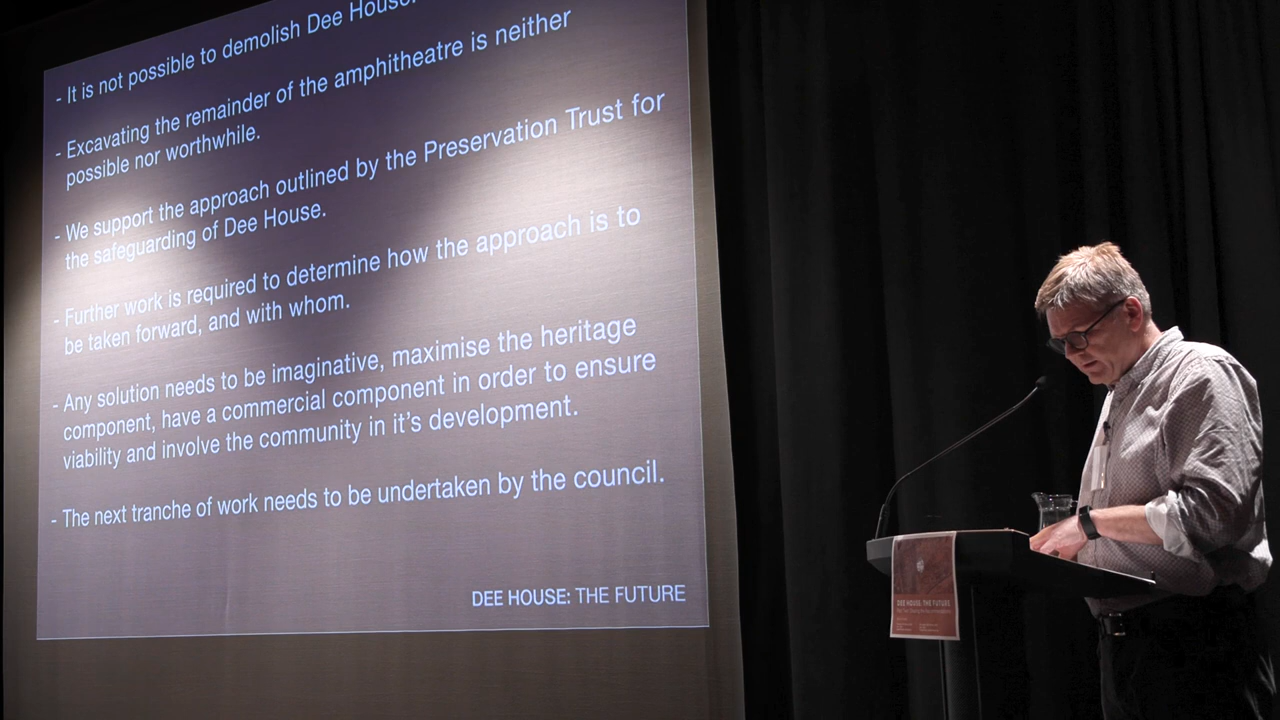 - It is not possible to demolish Dee House.
- Excavating the remainder of the amphitheatre is neither
possible nor worthwhile.
- We support the approach outlined by the Preservation Trust for
the safeguarding of Dee House.
- Further work is required to determine how the approach is to
be taken forward, and with whom.
- Any solution needs to be imaginative, maximise the heritage
component, have a commercial component in order to ensure
viability and involve the community in it’s development.
- The next tranche of work needs to be undertaken by the council.
DEE HOUSE: THE FUTURE
DEE HOUSE: THE FUTURE